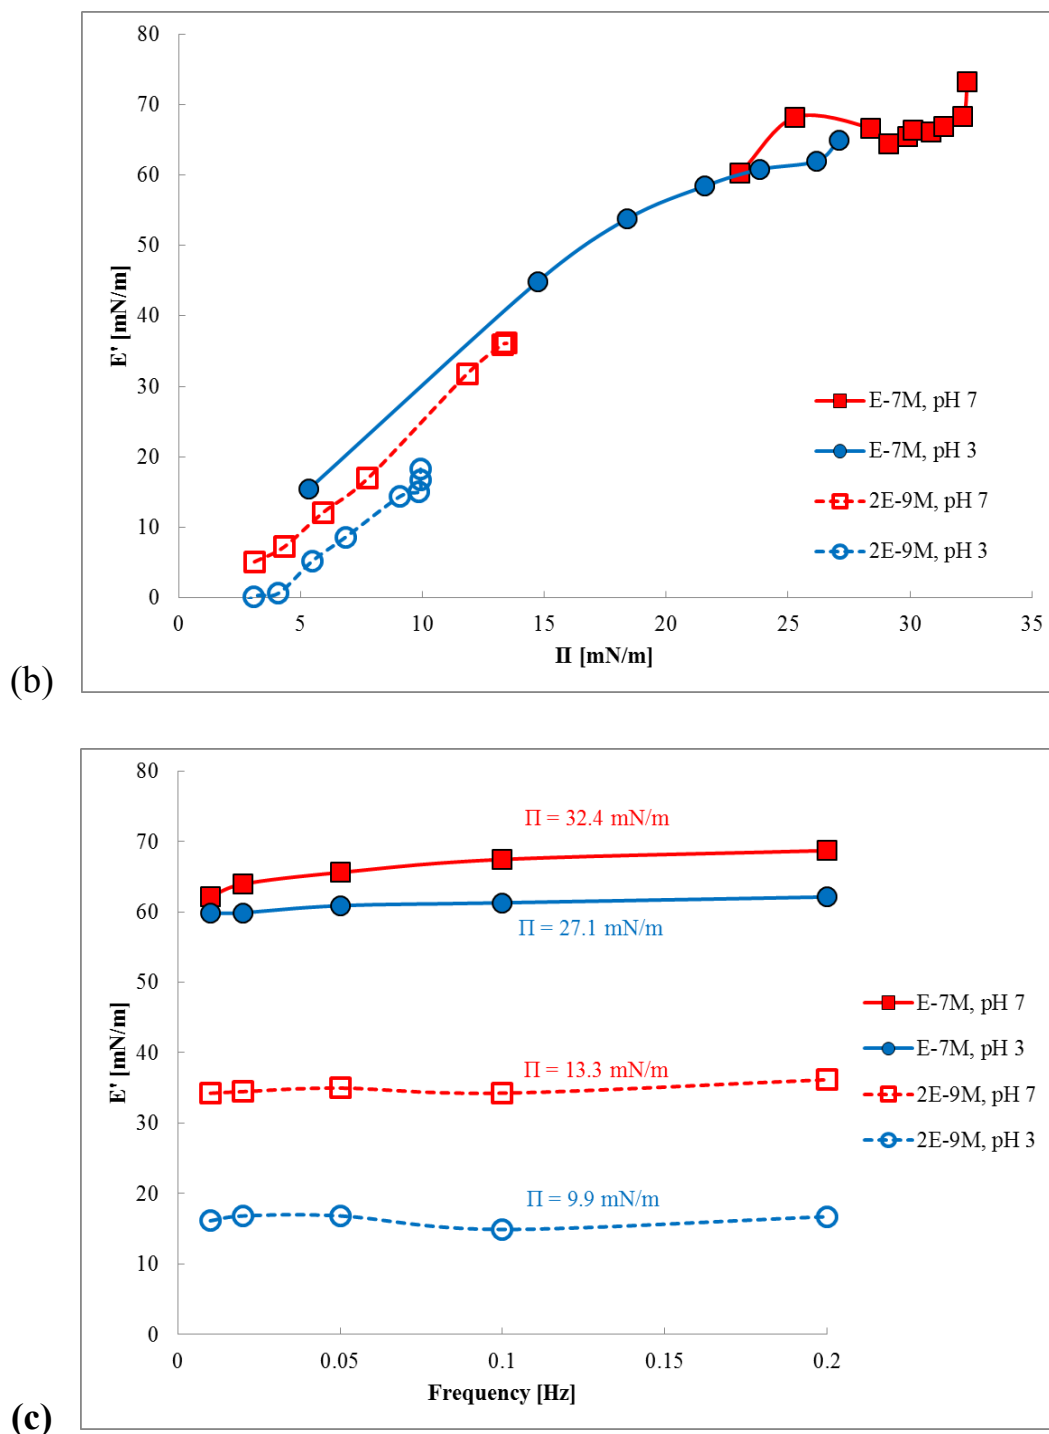 80
70
60
50
40
30
20
10
0
E' [mN/m]
0 5 10 15 20 25 30 35
Π [mN/m]
E-7M, pH 7
E-7M, pH 3
2E-9M, pH 7
2E-9M, pH 3
(b)
80
70
60
50
40
30
20
10
0
E' [mN/m]
Π = 32.4 mN/m
Π = 27.1 mN/m
Π = 13.3 mN/m
Π = 9.9 mN/m
E-7M, pH 7
E-7M, pH 3
2E-9M, pH 7
2E-9M, pH 3
0 0.05 0.1 0.15 0.2
Frequency [Hz]
(c)